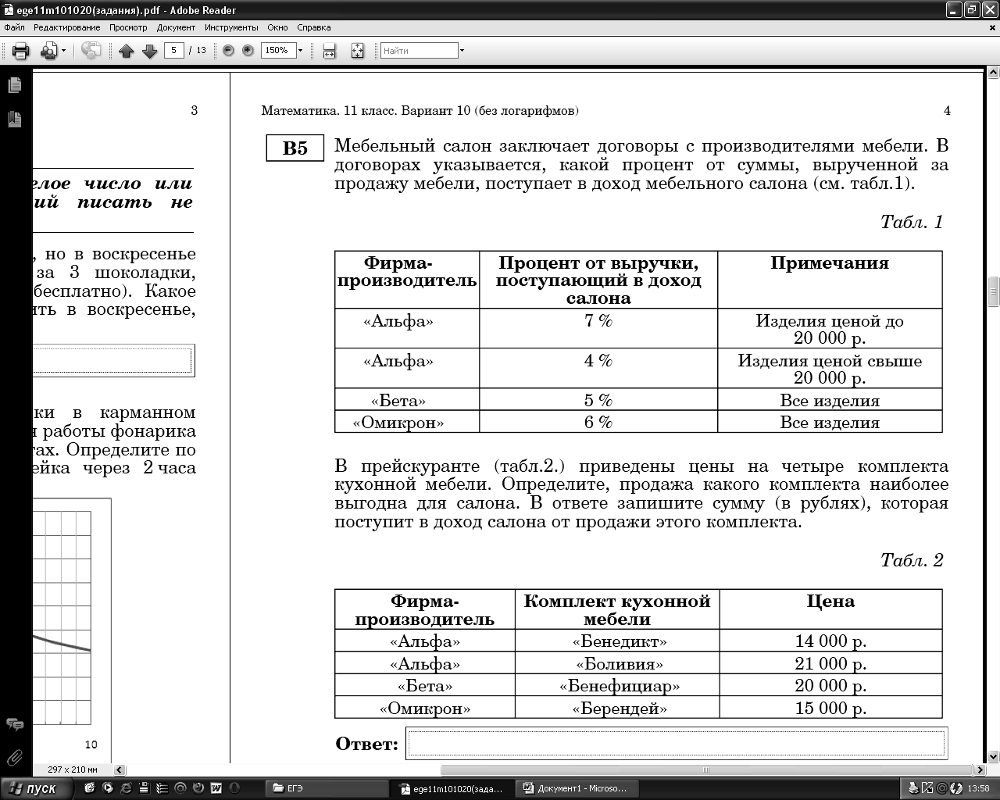 ege11m101020(задания).pdf - Adobe Reader
Файл Редактирование Просмотр Документ Инструменты Окно Справка
5 / 13 150% Найти
3
елое число или
ий писать не
, но в воскресенье
за 3 шоколадки,
бесплатно). Какое
ить в воскресенье,
ки в карманном
я работы фонарика
тах. Определите по
ейка через 2 часа
10
Математика. 11 класс. Вариант 10 (без логарифмов) 4
B5
Мебельный салон заключает договоры с производителями мебели. В
договорах указывается, какой процент от суммы, вырученной за
продажу мебели, поступает в доход мебельного салона (см. табл.1).
Табл. 1
Фирма-
производитель
Процент от выручки,
поступающий в доход
салона
Примечания
«Альфа» 7 % Изделия ценой до
20 000 р.
«Альфа» 4 % Изделия ценой свыше
20 000 р.
«Бета» 5 % Все изделия
«Омикрон» 6 % Все изделия
В прейскуранте (табл.2.) приведены цены на четыре комплекта
кухонной мебели. Определите, продажа какого комплекта наиболее
выгодна для салона. В ответе запишите сумму (в рублях), которая
поступит в доход салона от продажи этого комплекта.
Табл. 2
Фирма-
производитель
Комплект кухонной
мебели
Цена
«Альфа» «Бенедикт» 14 000 р.
«Альфа» «Боливия» 21 000 р.
«Бета» «Бенефициар» 20 000 р.
«Омикрон» «Берендей» 15 000 р.
Ответ:
297 x 210 мм
пуск ЕГЭ ege11m101020(зада... Документ1 - Microso... 13:58